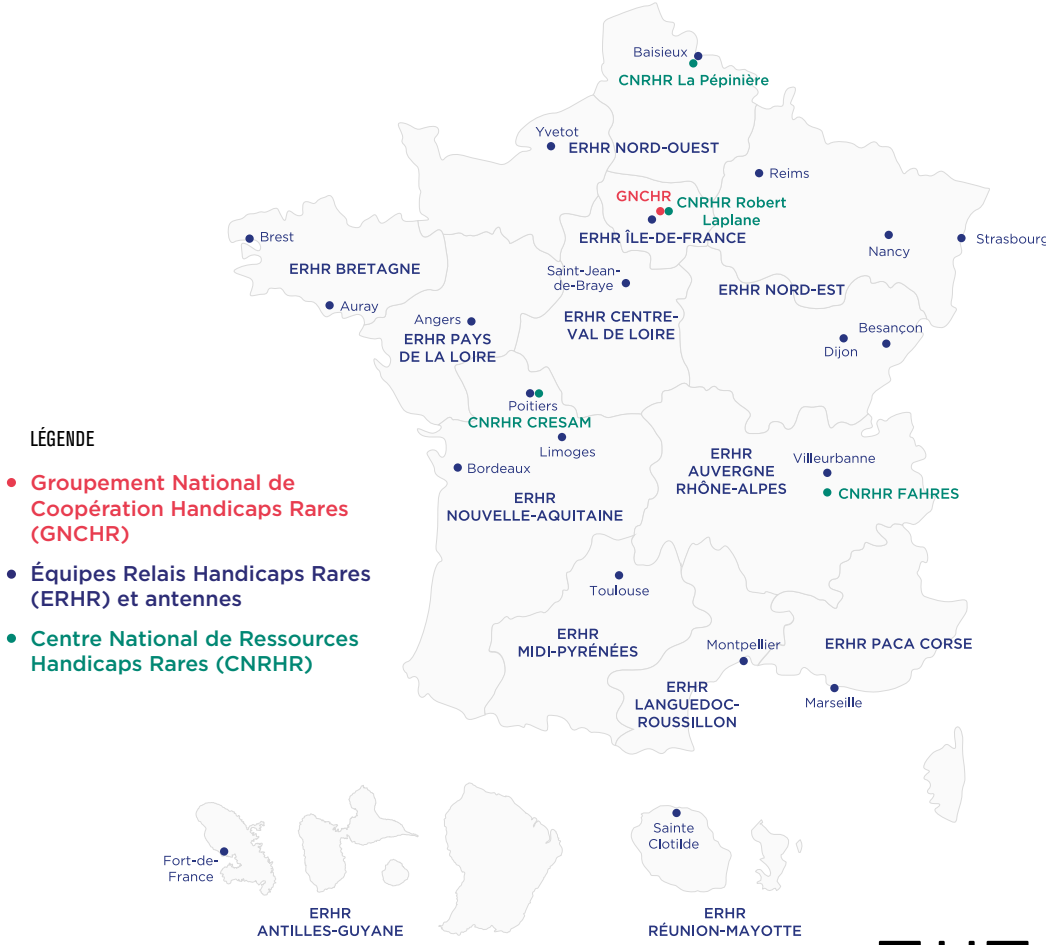 Baisieux
CNRHR La Pépinière
Yvetot
ERHR NORD-OUEST
Reims
GNCHR
CNRHR Robert
Laplane
ERHR ÎLE-DE-FRANCE
Brest
Nancy
Strasbourg
ERHR BRETAGNE
Saint-Jean-
de-Braye
ERHR NORD-EST
Auray
Angers
ERHR PAYS
DE LA LOIRE
ERHR CENTRE-
VAL DE LOIRE
Besançon
Dijon
Poitiers
CNRHR CRESAM
Limoges
Bordeaux
ERHR
NOUVELLE-AQUITAINE
ERHR
AUVERGNE
RHÔNE-ALPES
Villeurbanne
CNRHR FAHRES
LÉGENDE
Groupement National de
Coopération Handicaps Rares
(GNCHR)
Équipes Relais Handicaps Rares
(ERHR) et antennes
Centre National de Ressources
Handicaps Rares (CNRHR)
Toulouse
ERHR
MIDI-PYRÉNÉES
Montpellier
ERHR PACA CORSE
ERHR
LANGUEDOC-
ROUSSILLON
Marseille
Fort-de-
France
Sainte
Clotilde
ERHR
ANTILLES-GUYANE
ERHR
RÉUNION-MAYOTTE